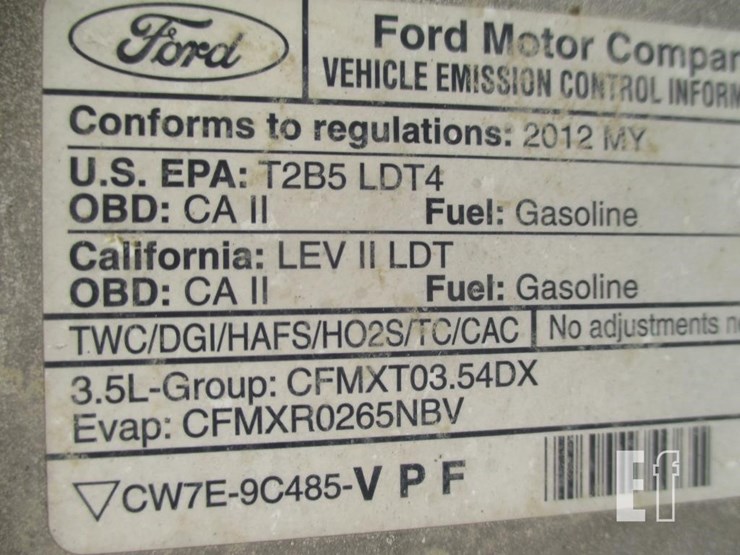 Ford
Ford Motor Compan
VEHICLE EMISSION CONTROL INFORM
Conforms to regulations: 2012 MY
U.S. EPA: T2B5 LDT4
OBD: CA II Fuel: Gasoline
California: LEV II LDT
OBD: CA II Fuel: Gasoline
TWC/DGI/HAFS/HO2S/TC/CAC No adjustments n
3.5L-Group: CFMXT03.54DX
Evap: CFMXR0265NBV
CW7E-9C485-V P F
Ef